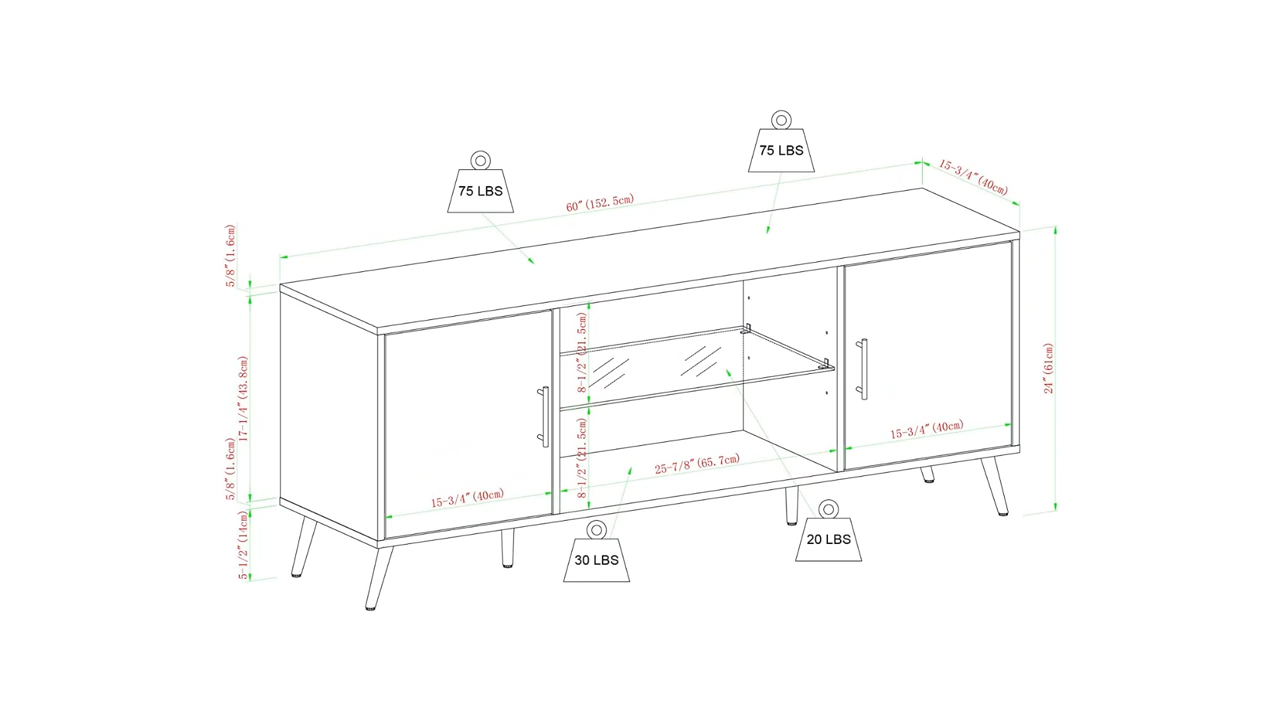 75 LBS
75 LBS
60"(152.5cm)
15-3/4"(40cm)
5/8"(1.6cm)
17-1/4"(43.8cm)
5/8"(1.6cm)
5-1/2"(14cm)
8-1/2"(21.5cm)
8-1/2"(21.5cm)
24"(61cm)
15-3/4"(40cm)
25-7/8"(65.7cm)
15-3/4"(40cm)
30 LBS
20 LBS